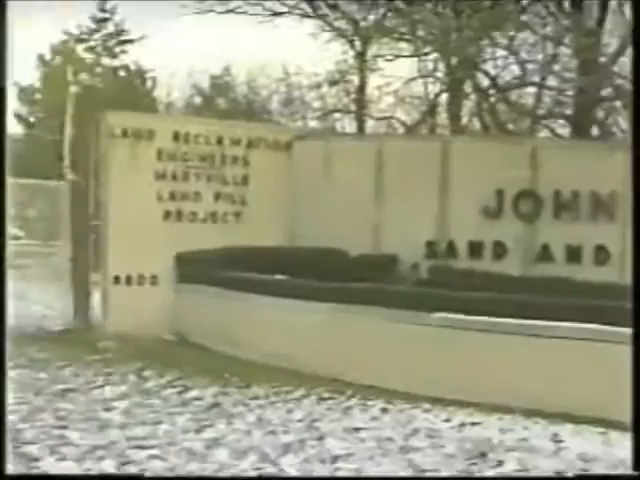 LAND RECLAMATION
ENGINEERS
MARYVILLE
LAND FILL
PROJECT
JOHN
SAND AND